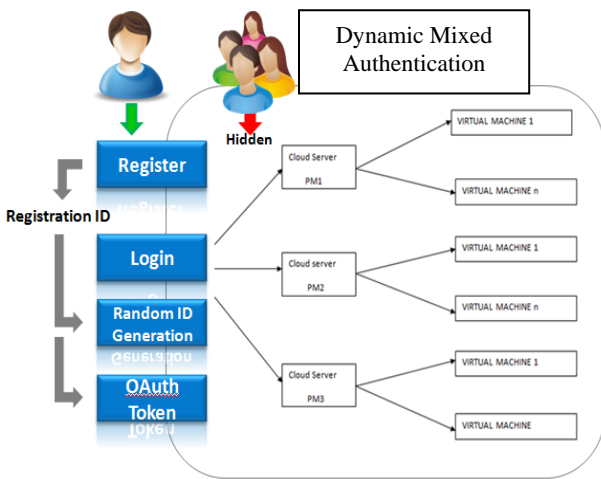 Dynamic Mixed
Authentication
Hidden
Register
Registration ID
Login
Random ID
Generation
OAuth
Token
Cloud Server
PM1
VIRTUAL MACHINE 1
VIRTUAL MACHINE n
Cloud server
PM2
VIRTUAL MACHINE 1
VIRTUAL MACHINE n
Cloud Server
PM3
VIRTUAL MACHINE 1
VIRTUAL MACHINE